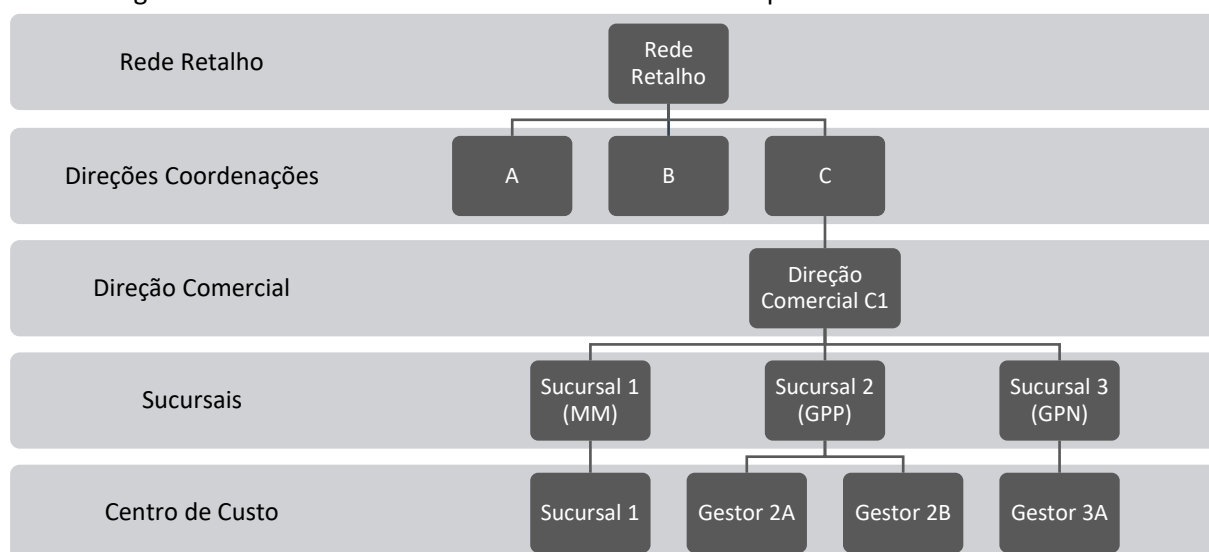 Rede Retalho
Rede
Retalho
Direções Coordenações
A
B
C
Direção Comercial
Direção
Comercial C1
Sucursais
Sucursal 1
(MM)
Sucursal 2
(GPP)
Sucursal 3
(GPN)
Centro de Custo
Sucursal 1
Gestor 2A
Gestor 2B
Gestor 3A